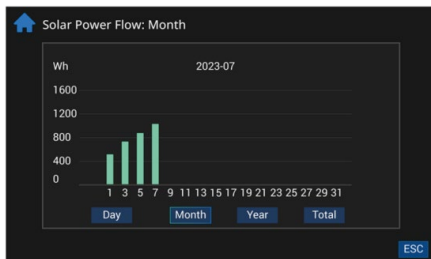 Solar Power Flow: Month
Wh 2023-07
1600
1200
800
400
0
1 3 5 7 9 11 13 15 17 19 21 23 25 27 29 31
Day Month Year Total
ESC